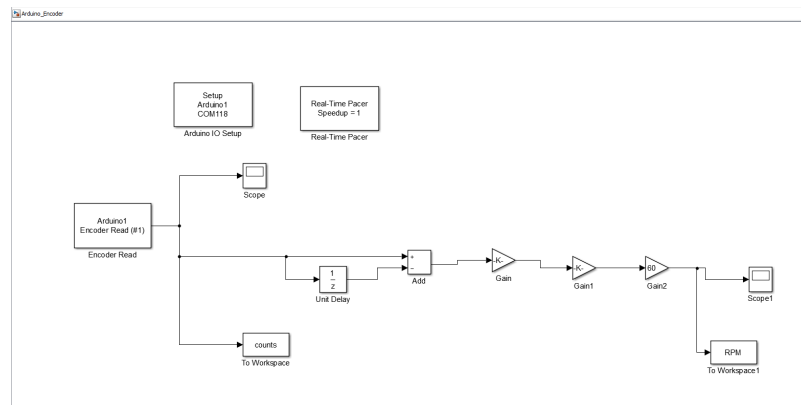 Arduino_Encoder
Setup
Arduino1
COM118
Arduino IO Setup
Real-Time Pacer
Speedup = 1
Real-Time Pacer
Scope
Arduino1
Encoder Read (#1)
Encoder Read
1
z
Unit Delay
+
−
Add
-K-
Gain
-K-
Gain1
60
Gain2
Scope1
counts
To Workspace
RPM
To Workspace1